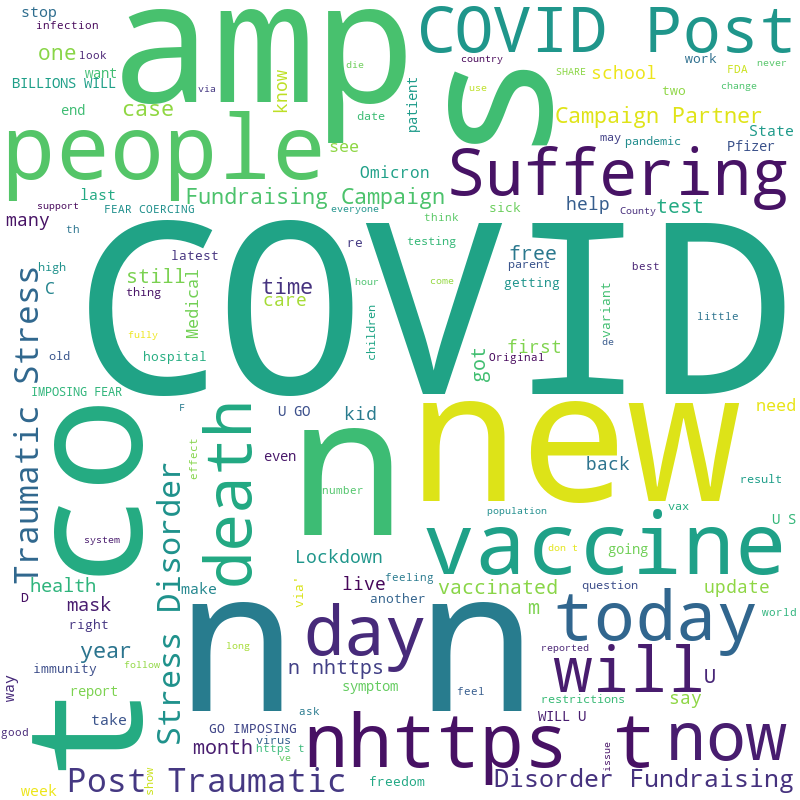 stop
infection
amp
COVID Post
one
look
want
BILLIONS WILL
via
know
die
country
s
use
SHARE
work
school
FDA
never
change
two
end
case
date
patient
Campaign Partner
State
people
see
may
pandemic
Pfizer
Omicron
Suffering
last
Fundraising Campaign
support
FEAR COERCING
everyone
many
th
think
sick
help
County
test
COVID
latest
re
testing
free
parent
getting
best
high
C
still
thing
Medical
time
care
hour
come
variant
little
fully
children
first
Original
de
old
hospital
got
IMPOSING FEAR
Traumatic Stress
co
F
death
U GO
kid
n
new
need
even
effect
back
result
number
vax
population
U S
system
Stress Disorder
Lockdown
vaccine
don t
going
health
make
live
feeling
via'
vaccinated
question
update
D
mask
another
m
world
right
n
day
n
today
year
long
immunity
follow
n nhttps
reported
will
U
way
report
symptom
feel
restrictions
say
take
ask
good
t
GO IMPOSING
WILL U
virus
month
https t
ve
nhttps t
issue
now
week
Post Traumatic
show
freedom
Disorder Fundraising